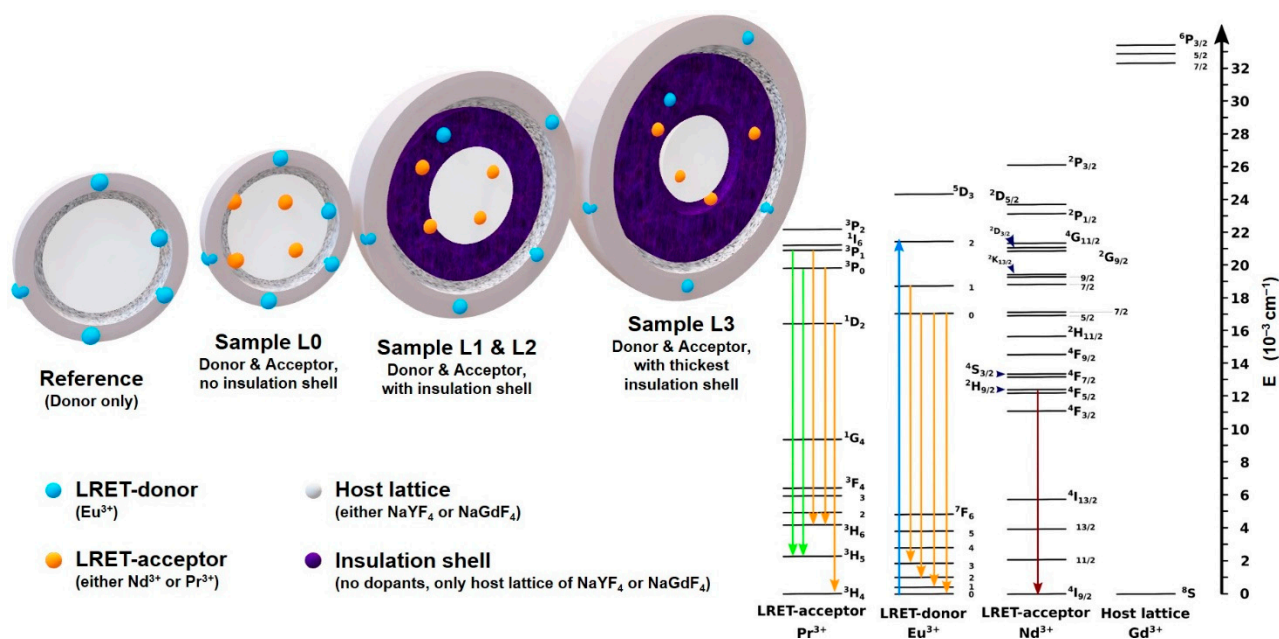 Reference
(Donor only)
Sample L0
Donor & Acceptor,
no insulation shell
Sample L1 & L2
Donor & Acceptor,
with insulation shell
Sample L3
Donor & Acceptor,
with thickest
insulation shell
LRET-donor
(Eu³⁺)
Host lattice
(either NaYF₄ or NaGdF₄)
LRET-acceptor
(either Nd³⁺ or Pr³⁺)
Insulation shell
(no dopants, only host lattice of NaYF₄ or NaGdF₄)
³P₂
¹I₆
³P₁
³P₀
¹D₂
¹G₄
³F₄
3
2
³H₆
³H₅
³H₄
LRET-acceptor
Pr³⁺
⁵D₃
2
1
0
⁷F₆
5
4
3
2
1
0
LRET-donor
Eu³⁺
²P₃/₂
²D₅/₂
²P₁/₂
²D₃/₂
⁴G₁₁/₂
²G₉/₂
²K₁₃/₂
9/2
7/2
7/2
5/2
²H₁₁/₂
⁴F₉/₂
⁴S₃/₂
⁴F₇/₂
²H₉/₂
⁴F₅/₂
⁴F₃/₂
⁴I₁₃/₂
13/2
11/2
⁴I₉/₂
LRET-acceptor
Nd³⁺
⁶P₃/₂
5/2
7/2
⁸S
Host lattice
Gd³⁺
32
30
28
26
24
22
20
18
16
14
12
10
8
6
4
2
0
E (10⁻³ cm⁻¹)